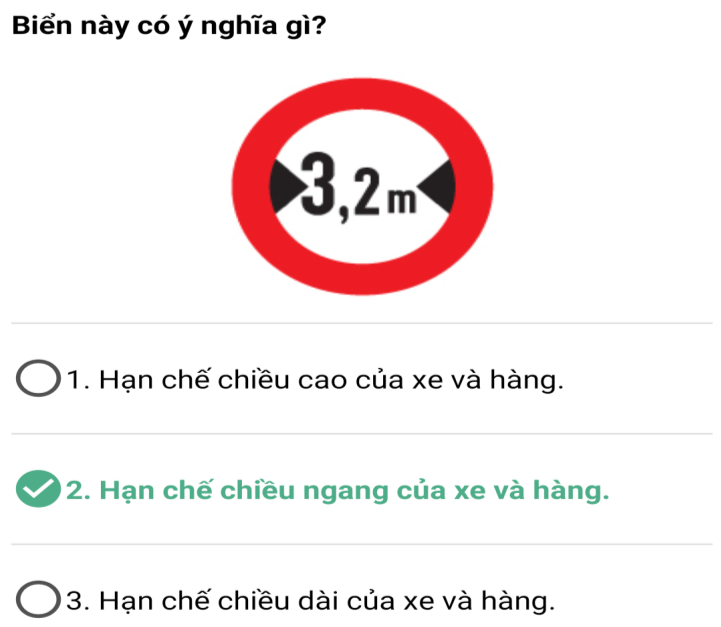 Biển này có ý nghĩa gì?
3,2m
1. Hạn chế chiều cao của xe và hàng.
2. Hạn chế chiều ngang của xe và hàng.
3. Hạn chế chiều dài của xe và hàng.